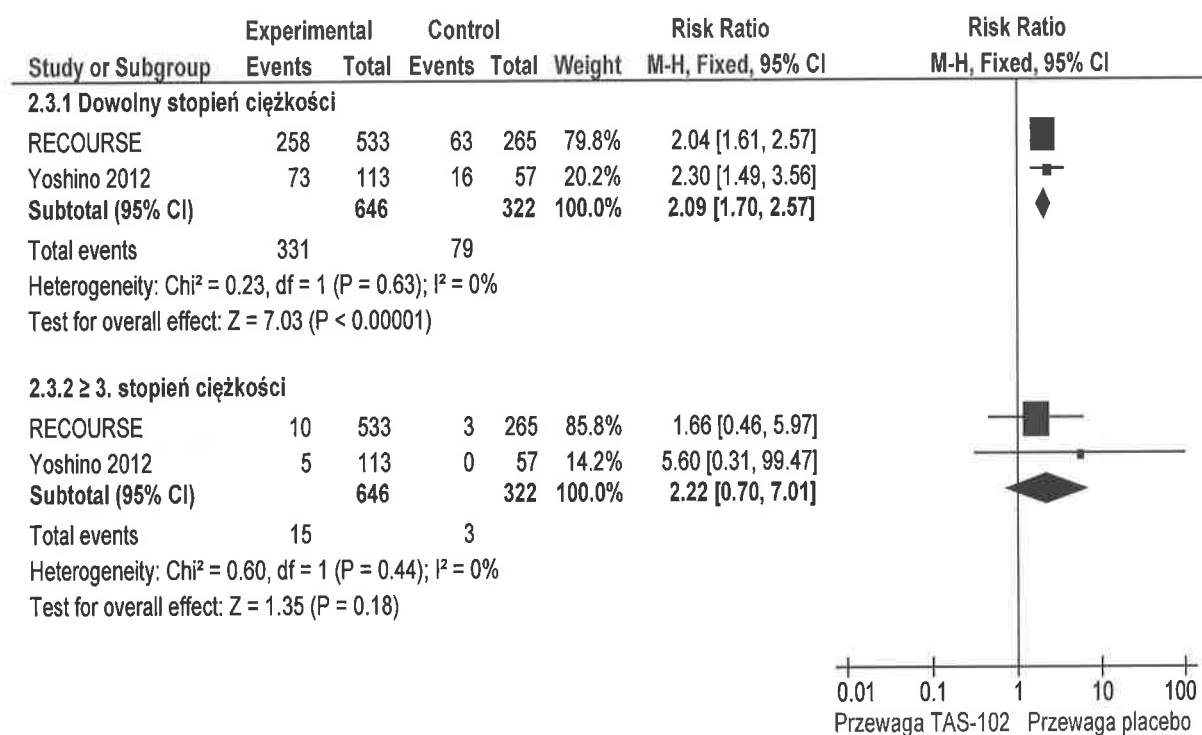 Experimental Control Risk Ratio Risk Ratio
Study or Subgroup Events Total Events Total Weight M-H, Fixed, 95% CI M-H, Fixed, 95% CI
2.3.1 Dowolny stopień ciężkości
RECOURSE 258 533 63 265 79.8% 2.04 [1.61, 2.57]
Yoshino 2012 73 113 16 57 20.2% 2.30 [1.49, 3.56]
Subtotal (95% CI) 646 322 100.0% 2.09 [1.70, 2.57]
Total events 331 79
Heterogeneity: Chi² = 0.23, df = 1 (P = 0.63); I² = 0%
Test for overall effect: Z = 7.03 (P < 0.00001)
2.3.2 ≥ 3. stopień ciężkości
RECOURSE 10 533 3 265 85.8% 1.66 [0.46, 5.97]
Yoshino 2012 5 113 0 57 14.2% 5.60 [0.31, 99.47]
Subtotal (95% CI) 646 322 100.0% 2.22 [0.70, 7.01]
Total events 15 3
Heterogeneity: Chi² = 0.60, df = 1 (P = 0.44); I² = 0%
Test for overall effect: Z = 1.35 (P = 0.18)
0.01 0.1 1 10 100
Przewaga TAS-102 Przewaga placebo